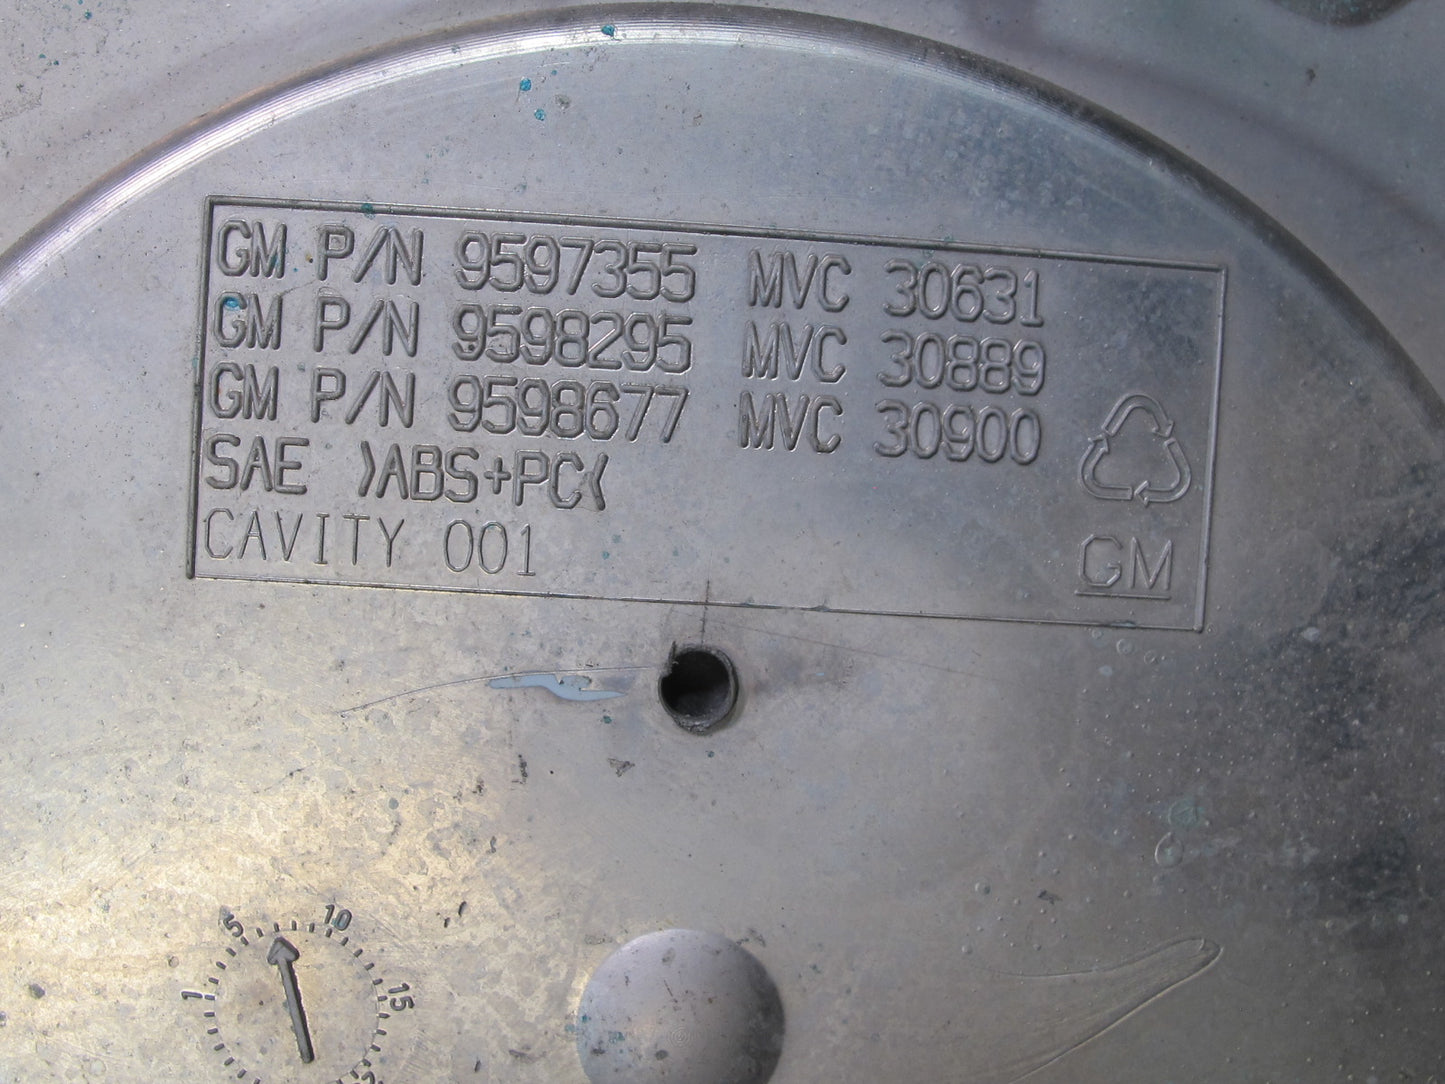 GM P/N 9597355 MVC 30631
GM P/N 9598295 MVC 30889
GM P/N 9598677 MVC 30900
SAE >ABS+PC<
CAVITY 001
GM
1 5 10 15